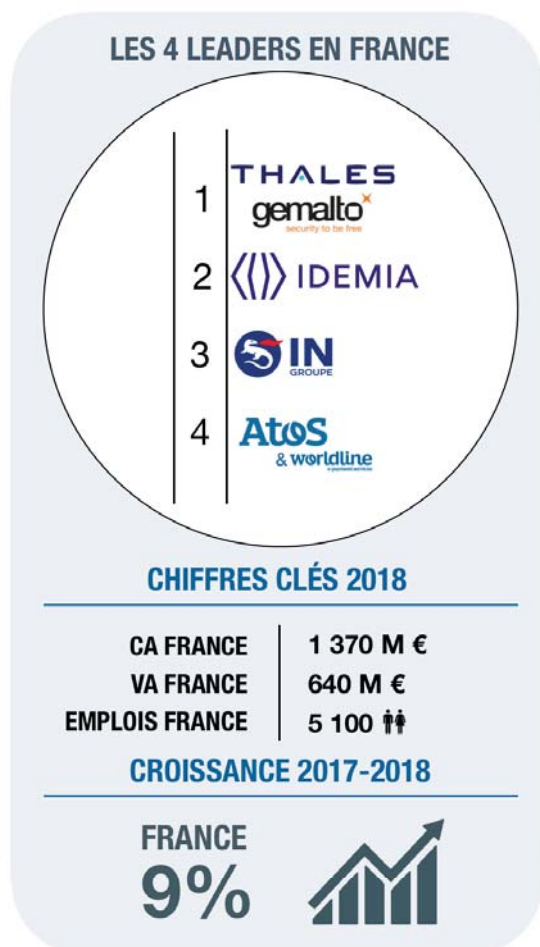 LES 4 LEADERS EN FRANCE
1
THALES
gemalto
security to be free
2 IDEMIA
3 IN
GROUPE
4 Atos
& worldline
e-payment services
CHIFFRES CLÉS 2018
CA FRANCE 1 370 M €
VA FRANCE 640 M €
EMPLOIS FRANCE 5 100
CROISSANCE 2017-2018
FRANCE
9%